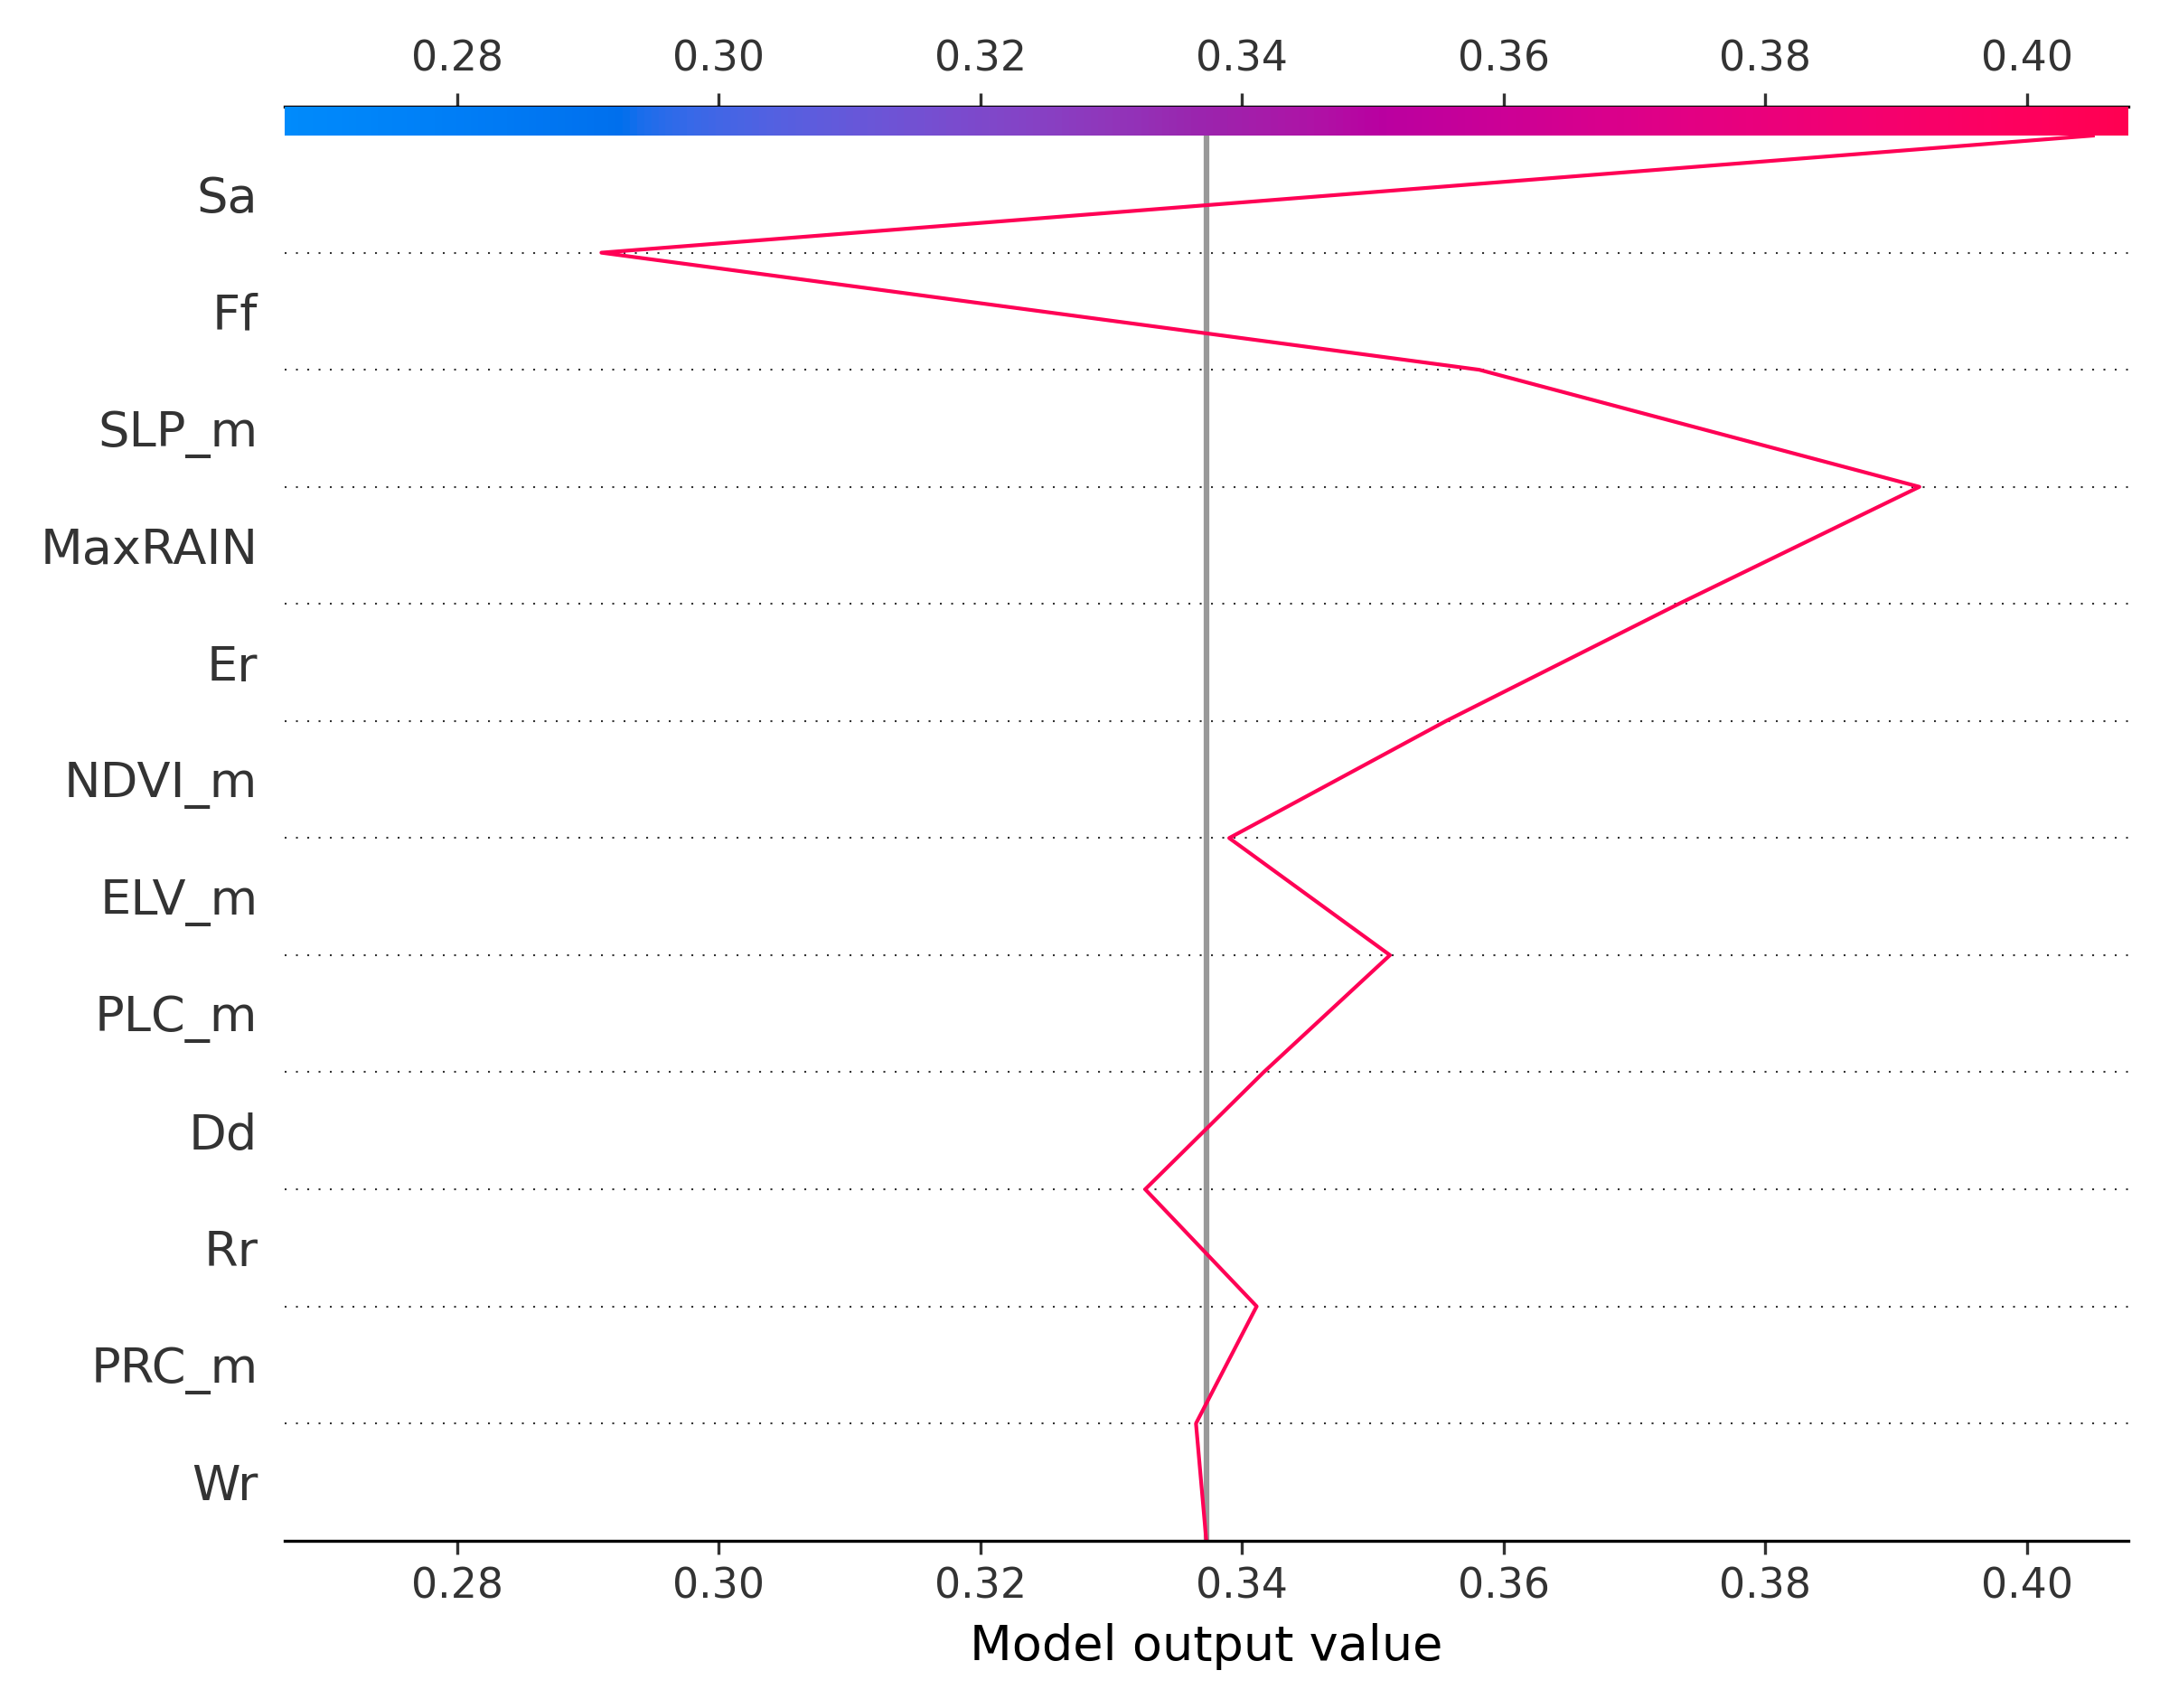 0.28 0.30 0.32 0.34 0.36 0.38 0.40
Sa
Ff
SLP_m
MaxRAIN
Er
NDVI_m
ELV_m
PLC_m
Dd
Rr
PRC_m
Wr
0.28 0.30 0.32 0.34 0.36 0.38 0.40
Model output value